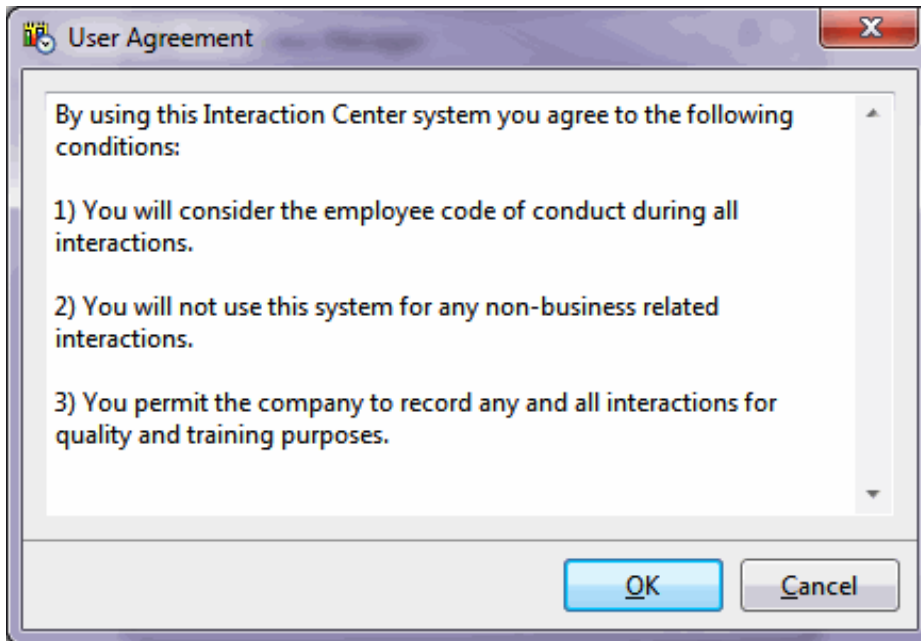 User Agreement
By using this Interaction Center system you agree to the following
conditions:
1) You will consider the employee code of conduct during all
interactions.
2) You will not use this system for any non-business related
interactions.
3) You permit the company to record any and all interactions for
quality and training purposes.
OK
Cancel